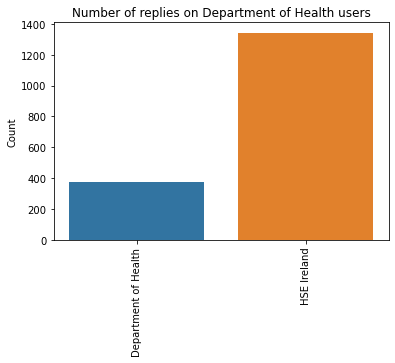 Number of replies on Department of Health users
1400
1200
1000
800
600
400
200
0
Count
Department of Health
HSE Ireland